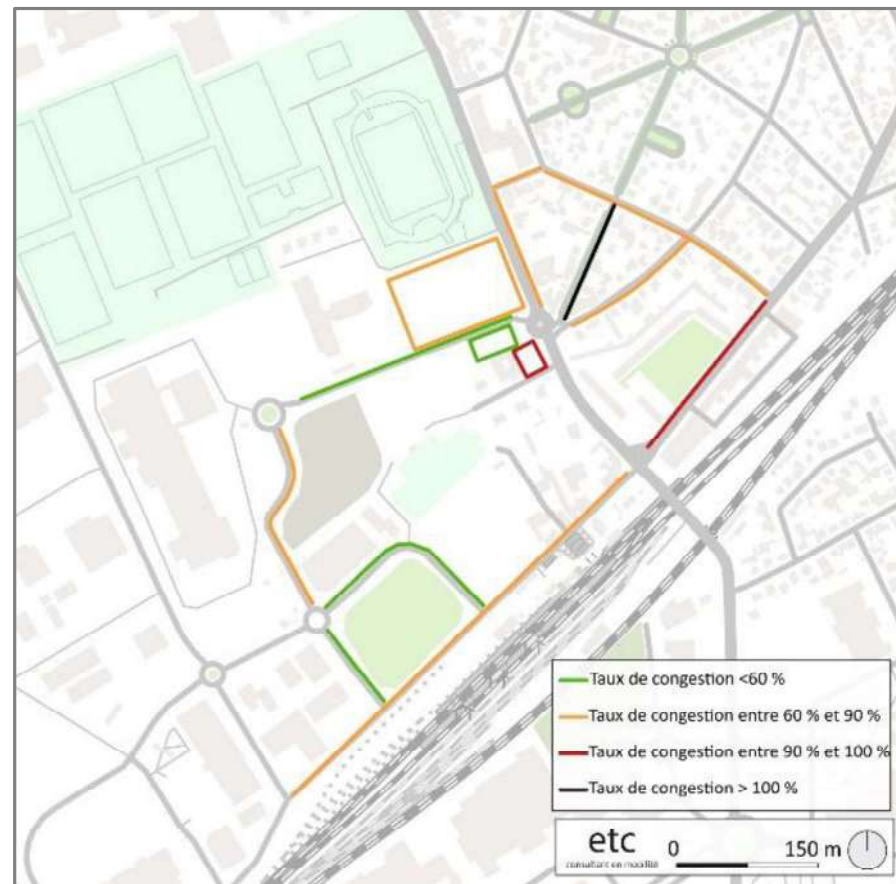 Taux de congestion <60 %
Taux de congestion entre 60 % et 90 %
Taux de congestion entre 90 % et 100 %
Taux de congestion > 100 %
etc 0 150 m
consultant en mobilité